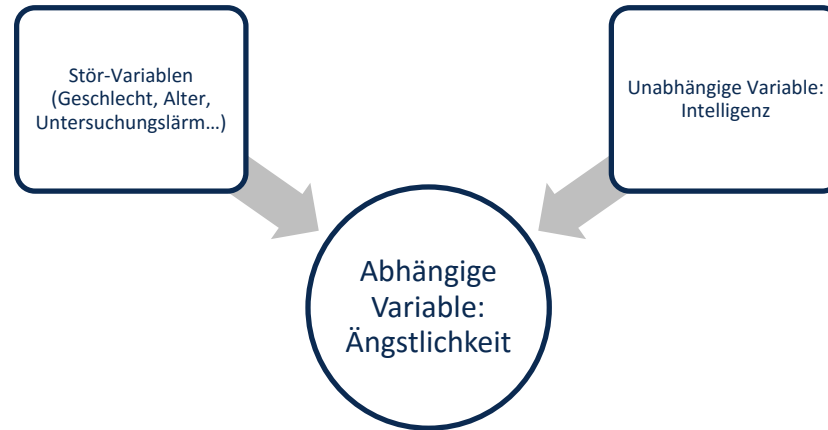 Stör-Variablen
(Geschlecht, Alter,
Untersuchungslärm…)
Unabhängige Variable:
Intelligenz
Abhängige
Variable:
Ängstlichkeit